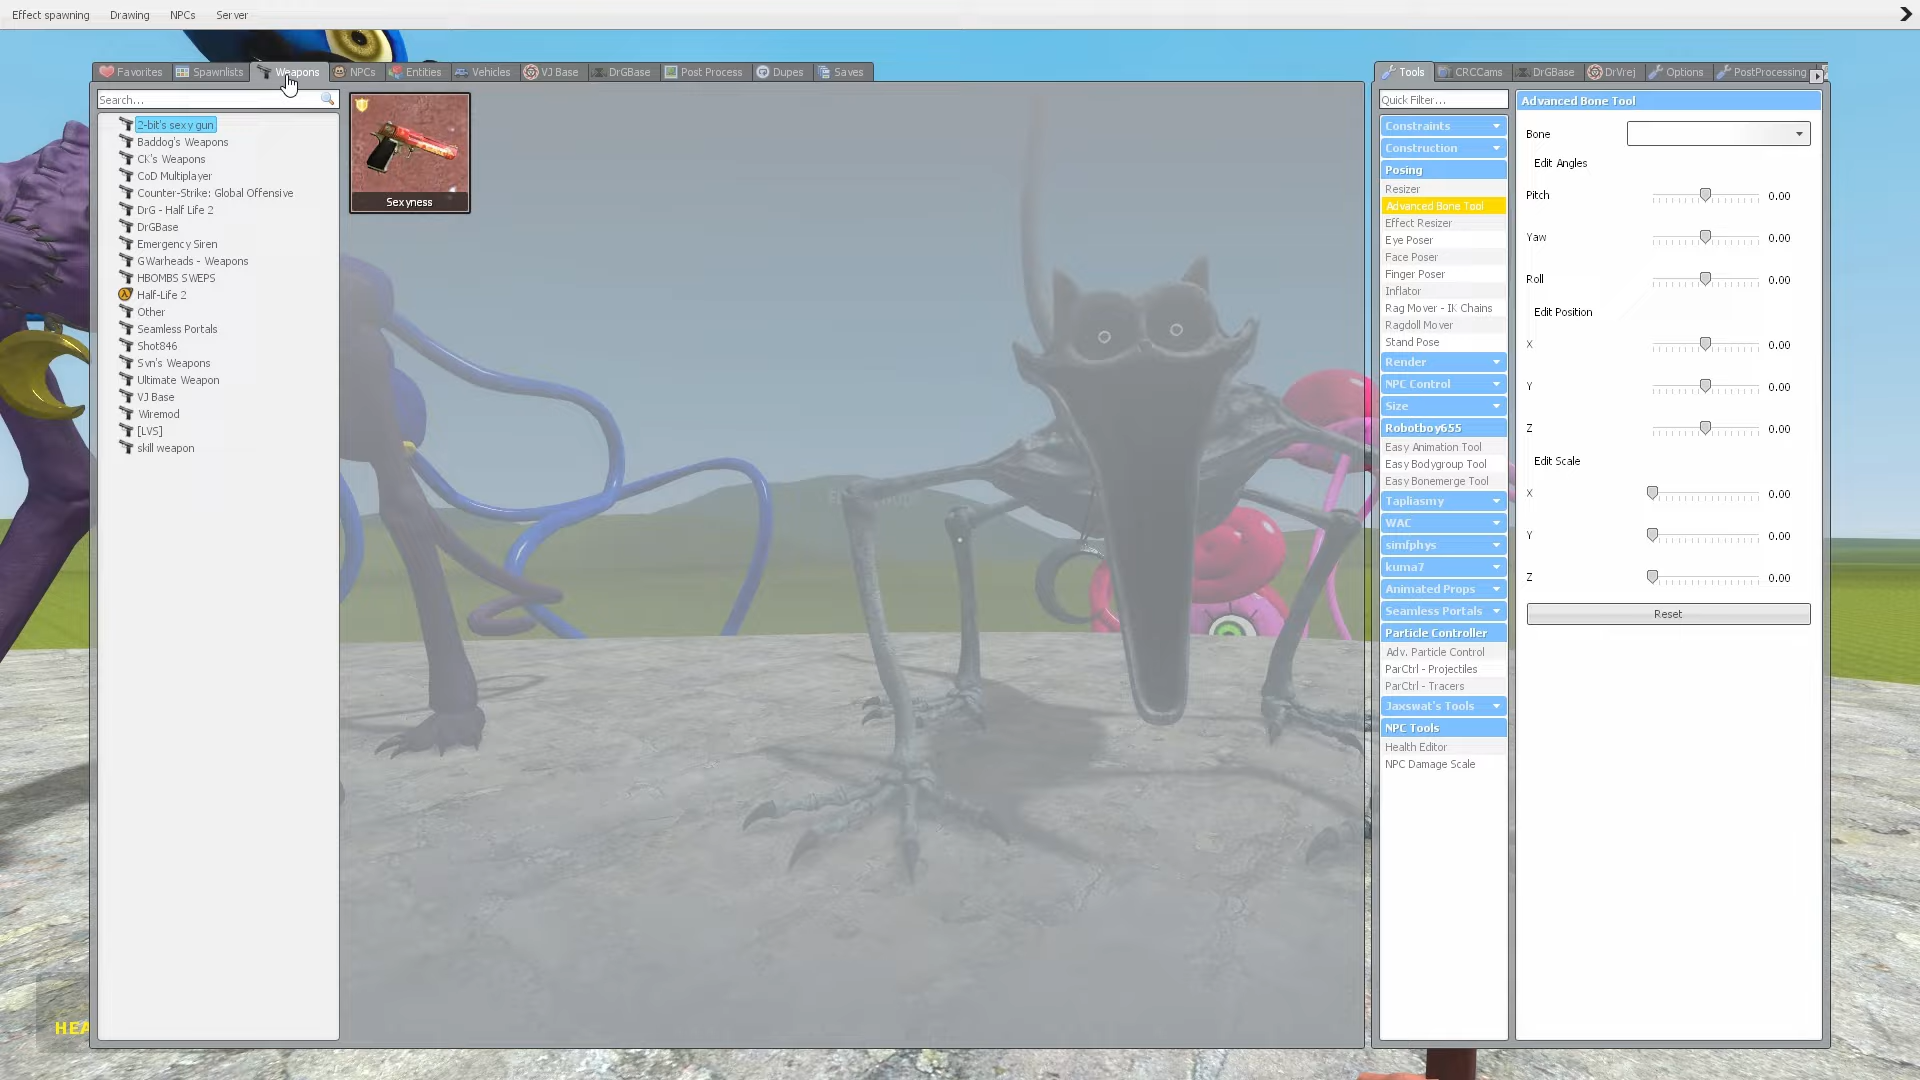 Effect spawning Drawing NPCs Server
Favorites Spawnlists Weapons NPCs Entities Vehicles VJ Base DrGBase Post Process Dupes Saves
Search...
2-bit's sexy gun
Baddog's Weapons
CK's Weapons
CoD Multiplayer
Counter-Strike: Global Offensive
DrG - Half Life 2
DrGBase
Emergency Siren
GWarheads - Weapons
HBOMBS SWEPS
Half-Life 2
Other
Seamless Portals
Shot846
Svn's Weapons
Ultimate Weapon
VJ Base
Wiremod
[LVS]
skill weapon
Sexyness
HEA
Tools CRCCams DrGBase DrVrej Options PostProcessing
Quick Filter...
Constraints
Construction
Posing
Resizer
Advanced Bone Tool
Effect Resizer
Eye Poser
Face Poser
Finger Poser
Inflator
Rag Mover - IK Chains
Ragdoll Mover
Stand Pose
Render
NPC Control
Size
Robotboy655
Easy Animation Tool
Easy Bodygroup Tool
Easy Bonemerge Tool
Tapliasmy
WAC
simfphys
kuma7
Animated Props
Seamless Portals
Particle Controller
Adv. Particle Control
ParCtrl - Projectiles
ParCtrl - Tracers
Jaxswat's Tools
NPC Tools
Health Editor
NPC Damage Scale
Advanced Bone Tool
Bone
Edit Angles
Pitch 0.00
Yaw 0.00
Roll 0.00
Edit Position
X 0.00
Y 0.00
Z 0.00
Edit Scale
X 0.00
Y 0.00
Z 0.00
Reset